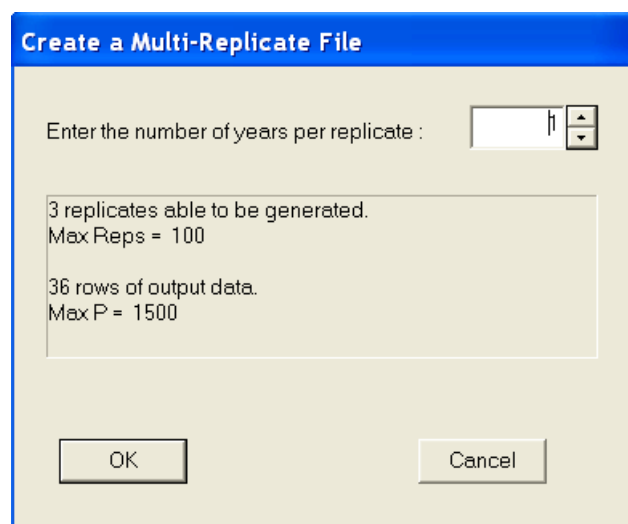 Create a Multi-Replicate File
Enter the number of years per replicate :
3 replicates able to be generated.
Max Reps = 100
36 rows of output data.
Max P = 1500
OK Cancel